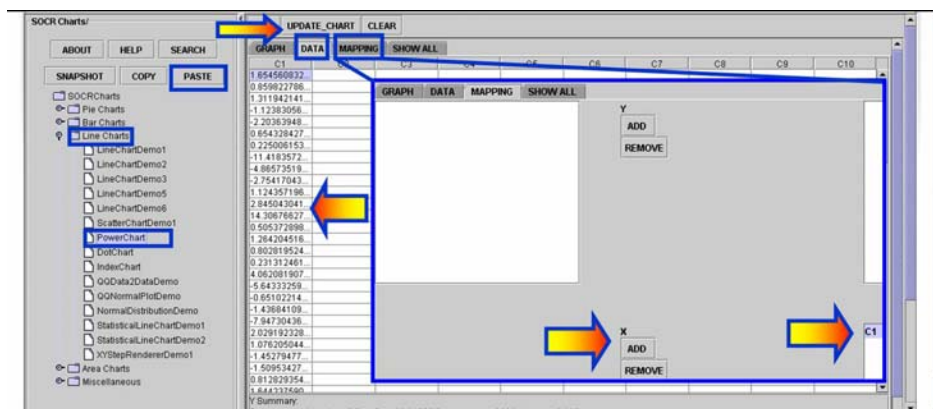 SOCR Charts/
ABOUT HELP SEARCH
SNAPSHOT COPY PASTE
SOCRCharts
Pie Charts
Bar Charts
Line Charts
LineChartDemo1
LineChartDemo2
LineChartDemo3
LineChartDemo5
LineChartDemo6
ScatterChartDemo1
PowerChart
DotChart
IndexChart
QQData2DataDemo
QQNormalPlotDemo
NormalDistributionDemo
StatisticalLineChartDemo1
StatisticalLineChartDemo2
XYStepRendererDemo1
Area Charts
Miscellaneous
UPDATE_CHART CLEAR
GRAPH DATA MAPPING SHOW ALL
C1 C2 C3 C4 C5 C6 C7 C8 C9 C10
1.654560832...
0.859822786...
1.311942141...
-1.12383056...
-2.20363948...
0.654328427...
0.225006153...
-11.4183572...
-4.86573519...
-2.75417043...
1.124357196...
2.845043041...
14.30676627...
0.505372898...
1.264204516...
0.802819524...
0.231312461...
4.062081907...
-5.64333259...
-0.65102214...
-1.43684109...
-7.94730436...
2.029192328...
1.076205044...
-1.45279477...
-1.50953427...
0.812829354...
1.644237590...
Y Summary:
GRAPH DATA MAPPING SHOW ALL
Y
ADD
REMOVE
X
ADD
REMOVE
C1